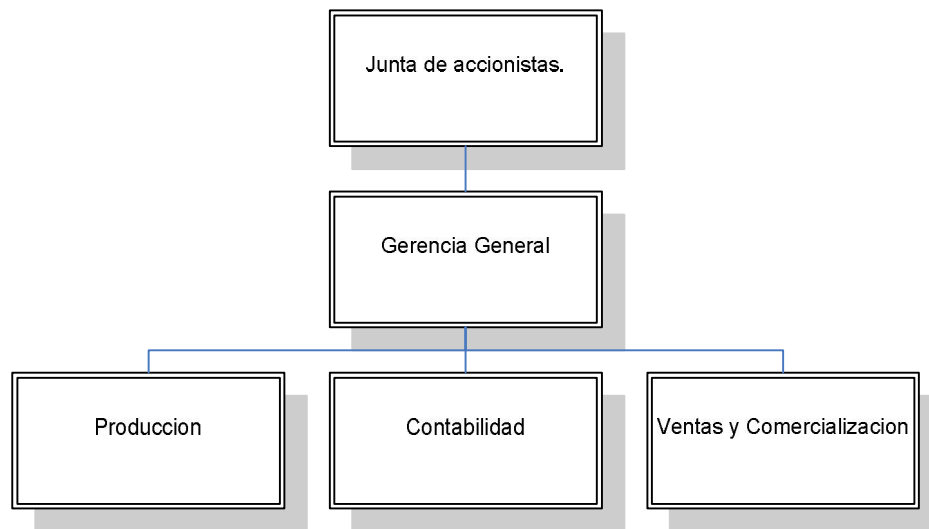 Junta de accionistas.
Gerencia General
Produccion
Contabilidad
Ventas y Comercializacion